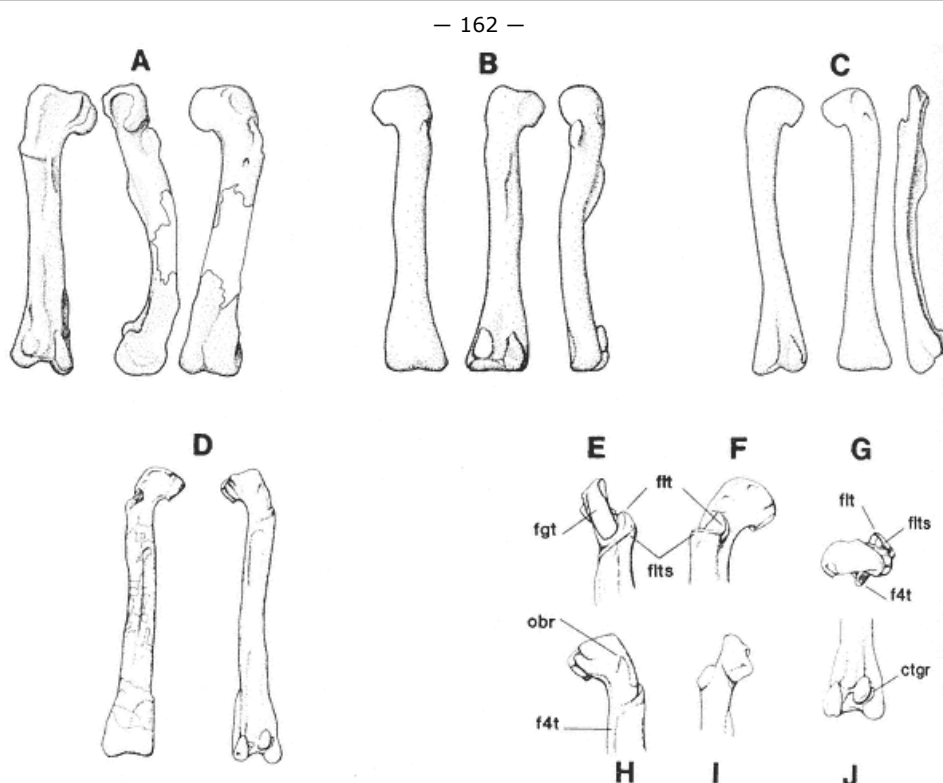 — 162 —
A
B
C
D
E
F
G
flt
flt
flts
fgt
flts
f4t
obr
ctgr
f4t
H
I
J